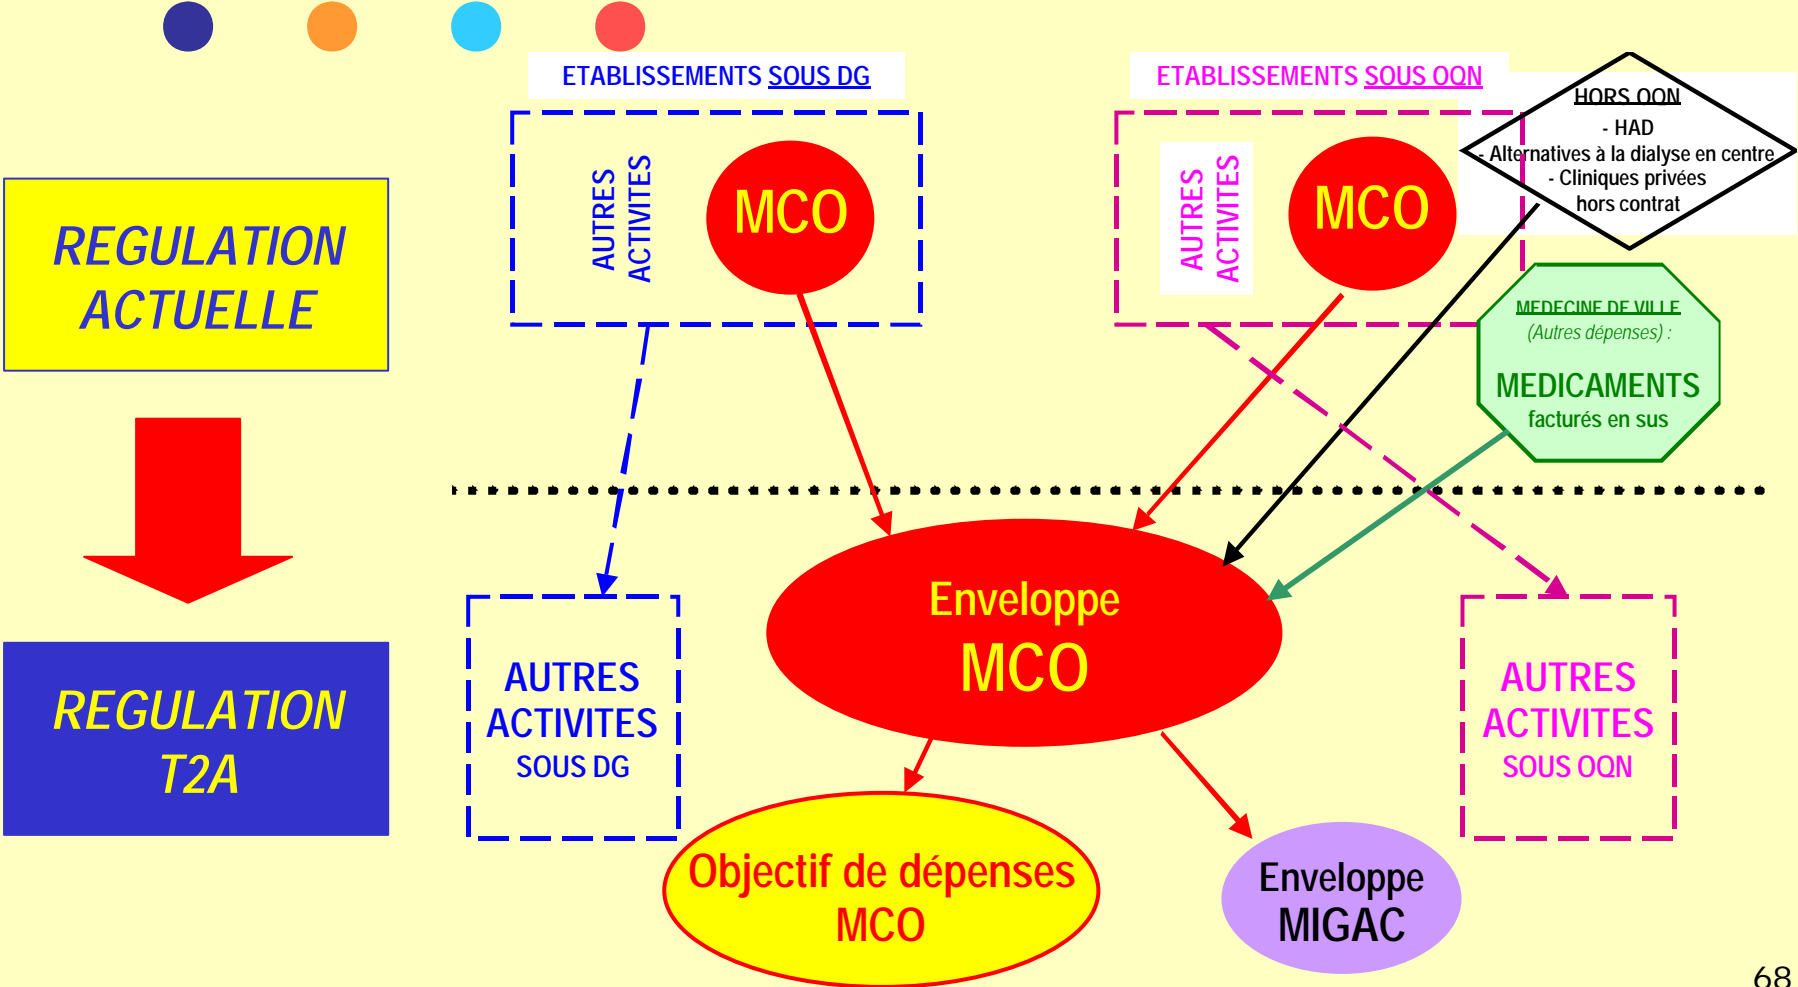 ETABLISSEMENTS SOUS DG
ETABLISSEMENTS SOUS OQN
HORS OQN
- HAD
- Alternatives à la dialyse en centre
- Cliniques privées
hors contrat
AUTRES
ACTIVITES
MCO
AUTRES
ACTIVITES
MCO
REGULATION
ACTUELLE
MEDECINE DE VILLE
(Autres dépenses) :
MEDICAMENTS
facturés en sus
Enveloppe
MCO
REGULATION
T2A
AUTRES
ACTIVITES
SOUS DG
AUTRES
ACTIVITES
SOUS OQN
Objectif de dépenses
MCO
Enveloppe
MIGAC
68